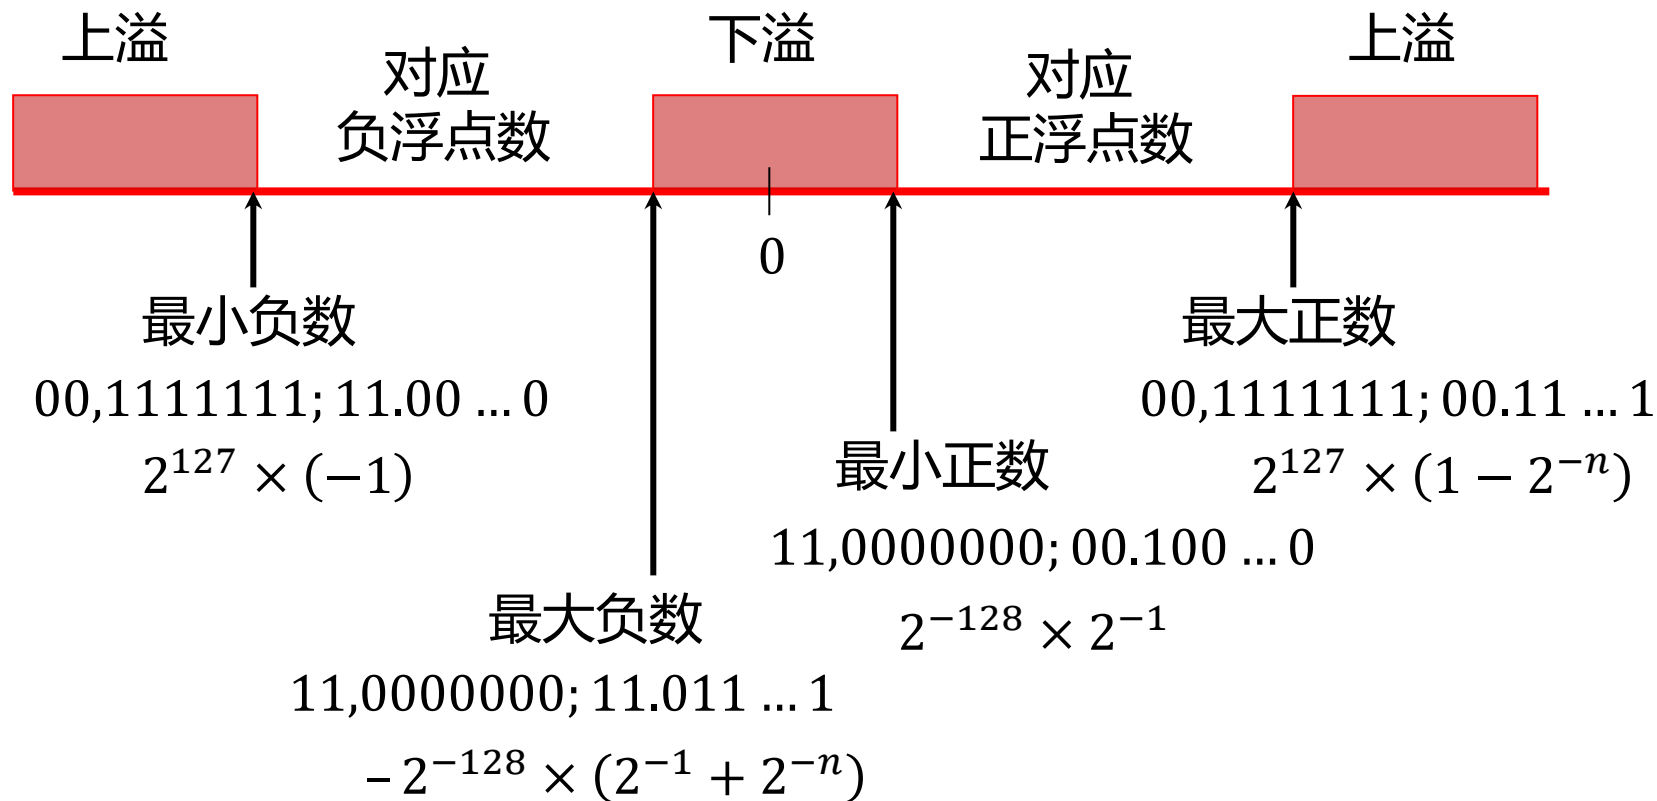 上溢
对应
负浮点数
下溢
对应
正浮点数
上溢
0
最小负数
00,1111111; 11.00 … 0
2^{127} × (−1)
最大负数
11,0000000; 11.011 … 1
− 2^{−128} × (2^{−1} + 2^{−n})
最小正数
11,0000000; 00.100 … 0
2^{−128} × 2^{−1}
最大正数
00,1111111; 00.11 … 1
2^{127} × (1 − 2^{−n})